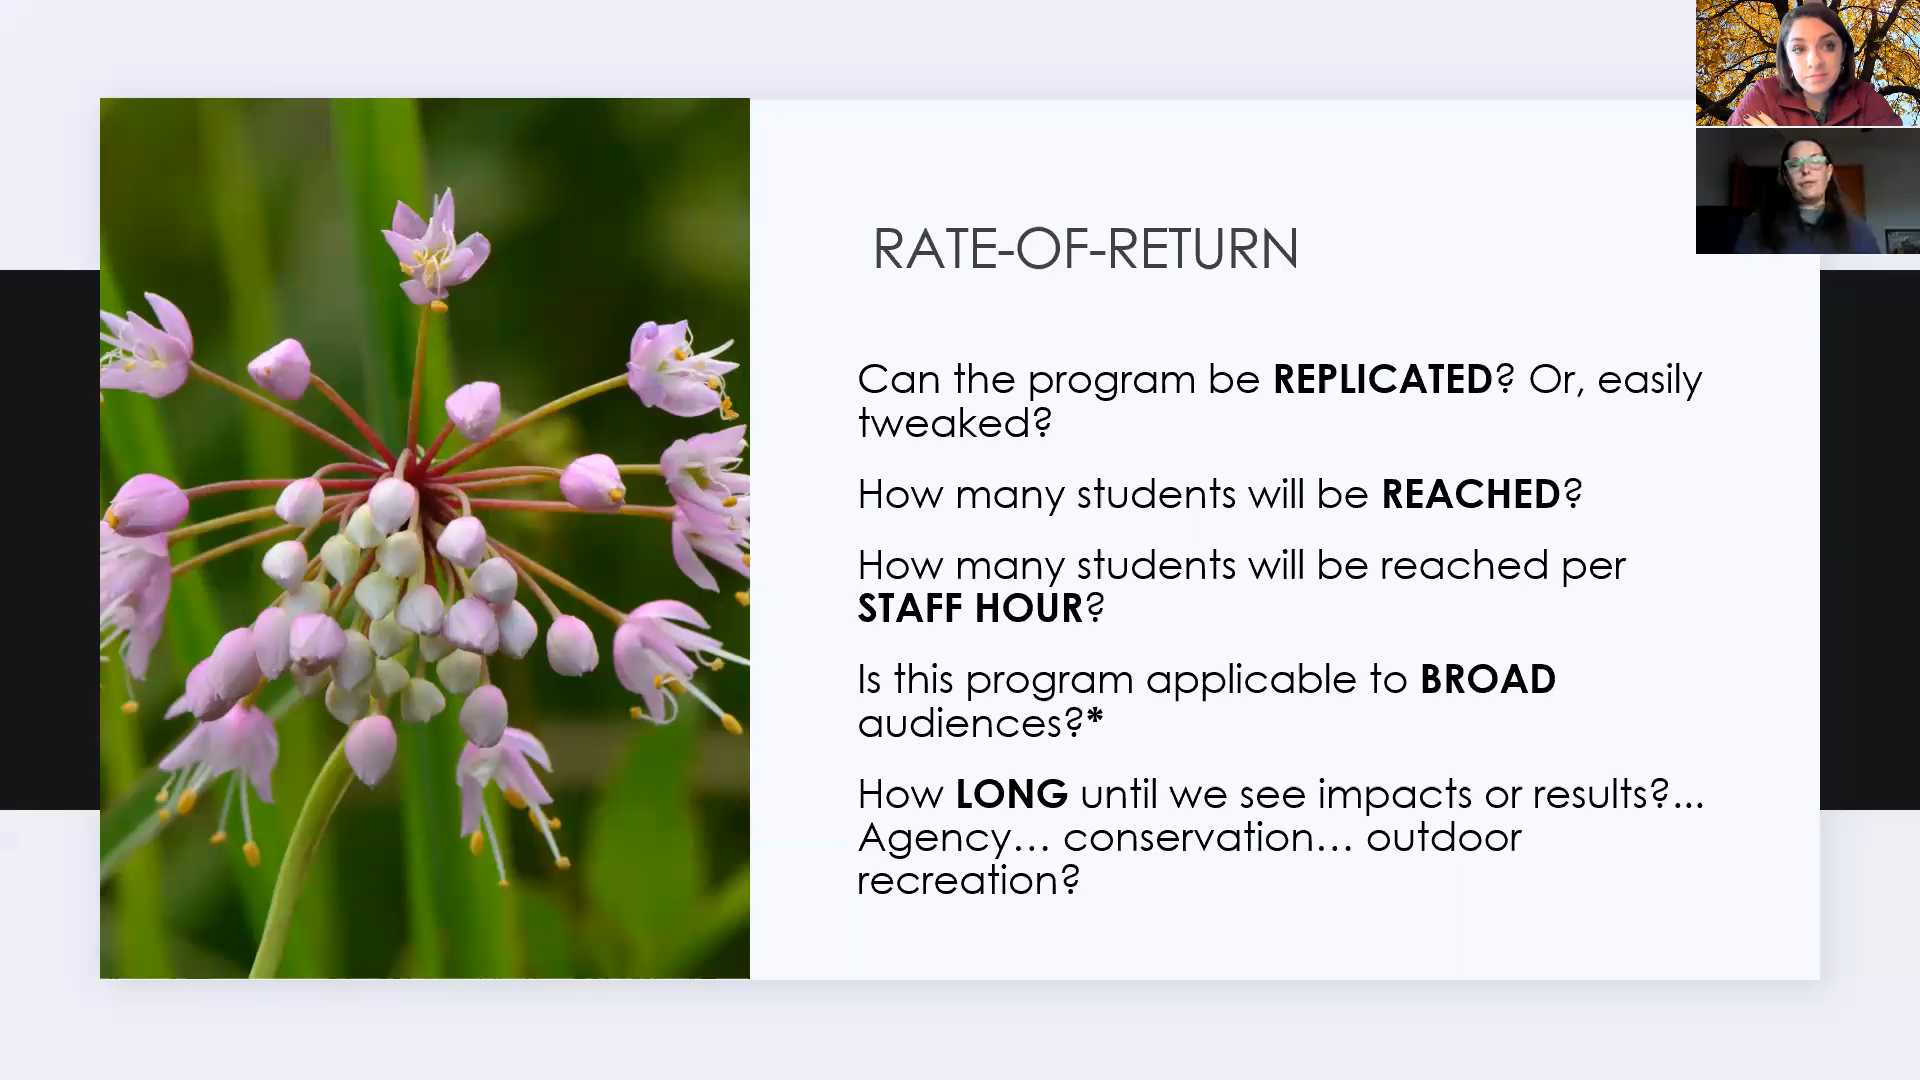 RATE-OF-RETURN
Can the program be REPLICATED? Or, easily
tweaked?
How many students will be REACHED?
How many students will be reached per
STAFF HOUR?
Is this program applicable to BROAD
audiences?*
How LONG until we see impacts or results?...
Agency... conservation... outdoor
recreation?